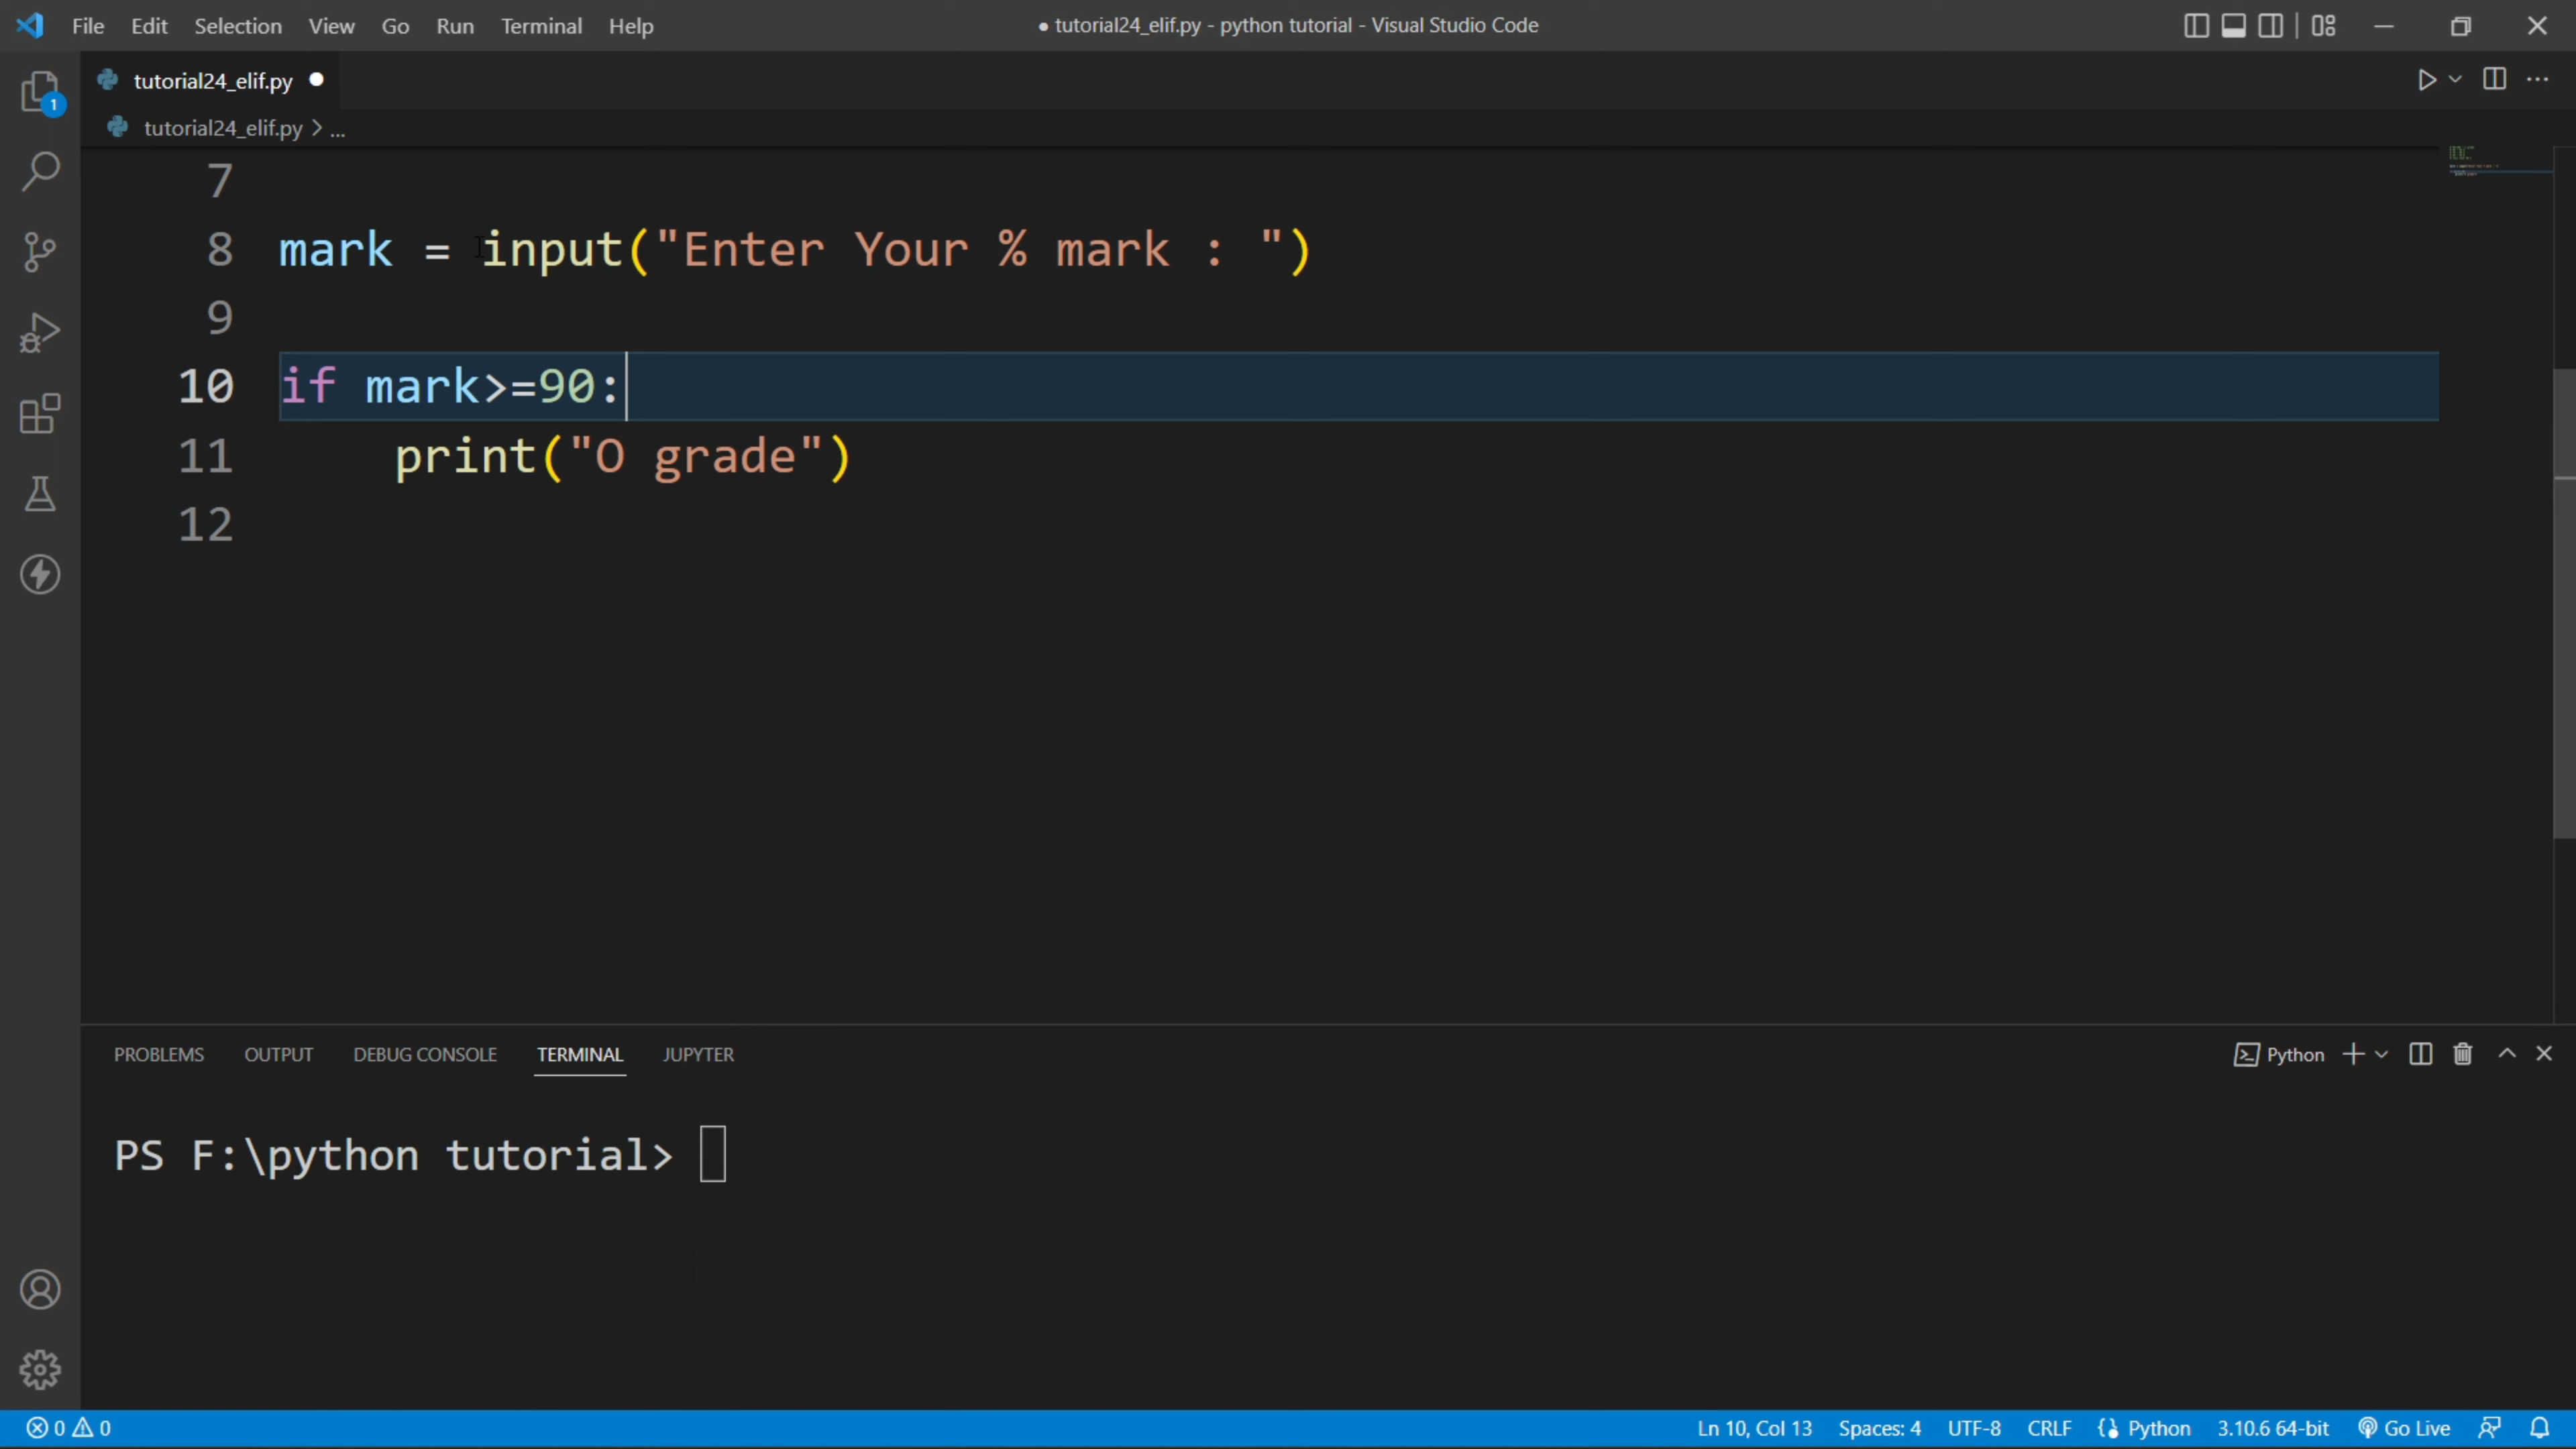 File Edit Selection View Go Run Terminal Help
● tutorial24_elif.py - python tutorial - Visual Studio Code
tutorial24_elif.py
1
tutorial24_elif.py > ...
7
8 mark = input("Enter Your % mark : ")
9
10 if mark>=90:
11     print("O grade")
12
PROBLEMS OUTPUT DEBUG CONSOLE TERMINAL JUPYTER
Python
PS F:\python tutorial>
0 0
Ln 10, Col 13 Spaces: 4 UTF-8 CRLF Python 3.10.6 64-bit Go Live